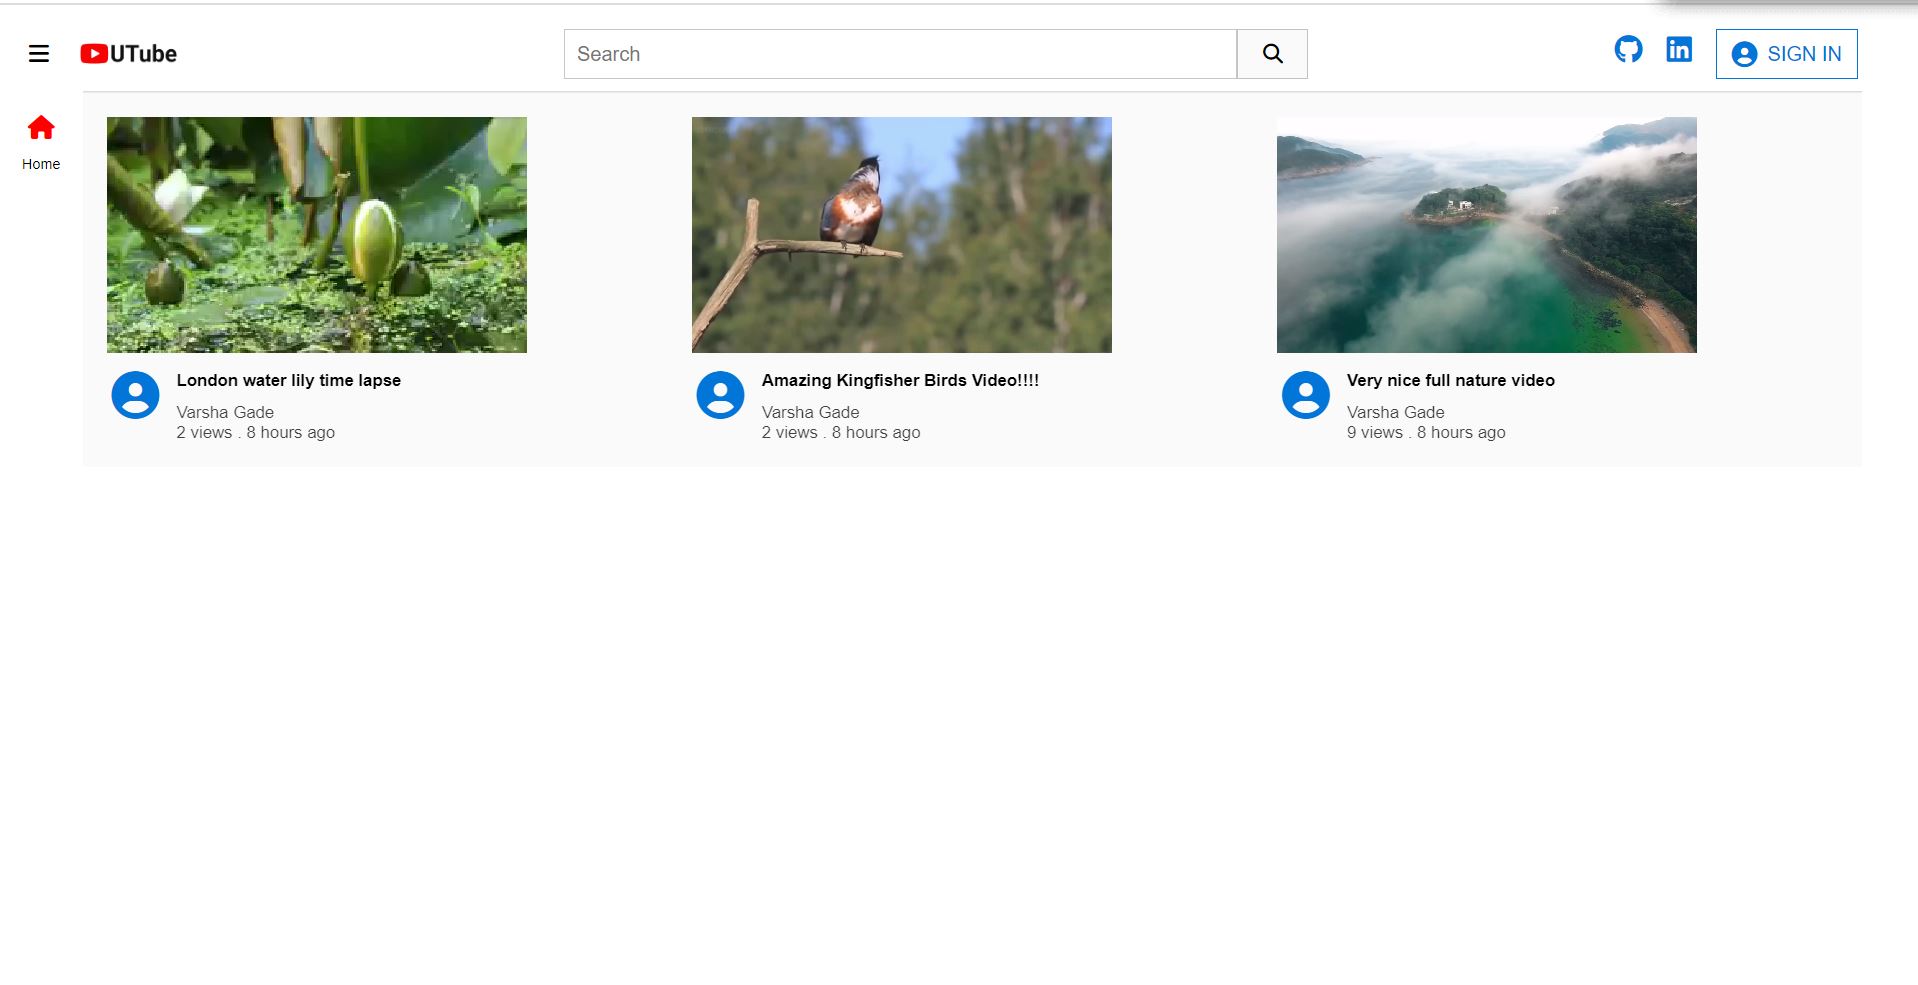 UTube
Search
SIGN IN
Home
London water lily time lapse
Varsha Gade
2 views . 8 hours ago
Amazing Kingfisher Birds Video!!!!
Varsha Gade
2 views . 8 hours ago
Very nice full nature video
Varsha Gade
9 views . 8 hours ago